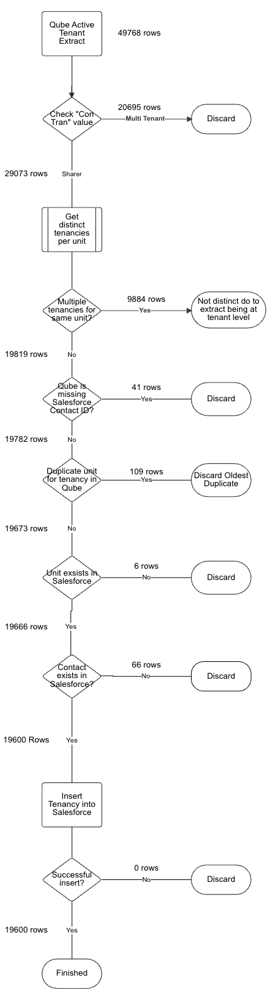 Qube Active
Tenant
Extract
49768 rows
Check "Con
Tran" value
20695 rows
Multi Tenant
Discard
29073 rows
Sharer
Get
distinct
tenancies
per unit
Multiple
tenancies for
same unit?
9884 rows
Yes
Not distinct do to
extract being at
tenant level
19819 rows
No
Qube is
missing
Salesforce
Contact ID?
41 rows
Yes
Discard
19782 rows
No
Duplicate unit
for tenancy in
Qube
109 rows
Yes
Discard Oldest
Duplicate
19673 rows
No
Unit exsists in
Salesforce
6 rows
No
Discard
19666 rows
Yes
Contact
exists in
Salesforce?
66 rows
No
Discard
19600 Rows
Yes
Insert
Tenancy into
Salesforce
Successful
insert?
0 rows
No
Discard
19600 rows
Yes
Finished